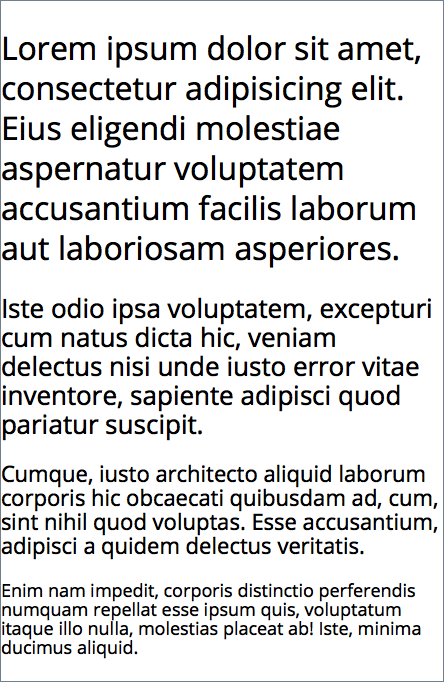 Lorem ipsum dolor sit amet,
consectetur adipisicing elit.
Eius eligendi molestiae
aspernatur voluptatem
accusantium facilis laborum
aut laboriosam asperiores.
Iste odio ipsa voluptatem, excepturi
cum natus dicta hic, veniam
delectus nisi unde iusto error vitae
inventore, sapiente adipisci quod
pariatur suscipit.
Cumque, iusto architecto aliquid laborum
corporis hic obcaecati quibusdam ad, cum,
sint nihil quod voluptas. Esse accusantium,
adipisci a quidem delectus veritatis.
Enim nam impedit, corporis distinctio perferendis
numquam repellat esse ipsum quis, voluptatum
itaque illo nulla, molestias placeat ab! Iste, minima
ducimus aliquid.